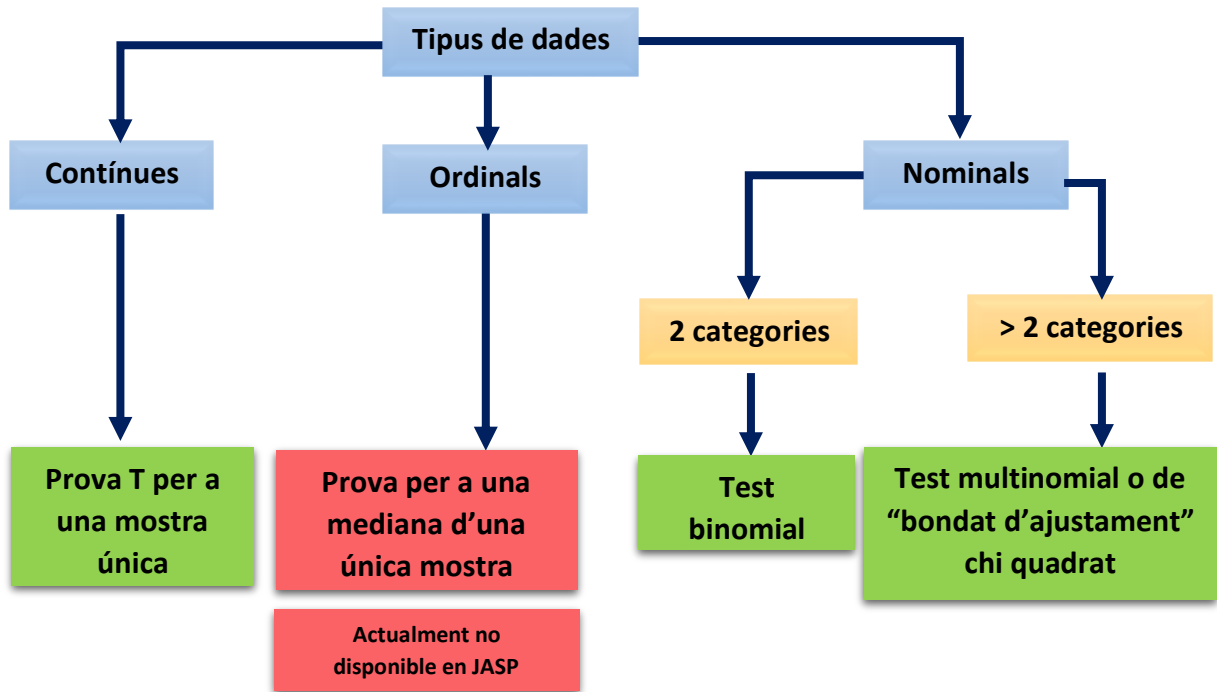 Tipus de dades
Contínues
Ordinals
Nominals
2 categories
> 2 categories
Prova T per a
una mostra
única
Prova per a una
mediana d’una
única mostra
Test
binomial
Test multinomial o de
“bondat d’ajustament”
chi quadrat
Actualment no
disponible en JASP